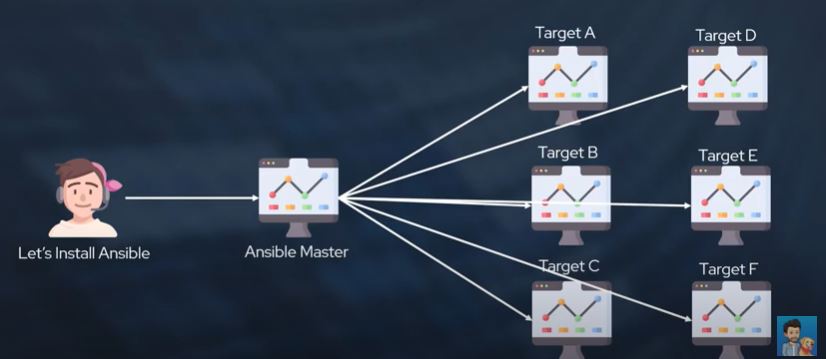 Target A
Target D
Target B
Target E
Let's Install Ansible
Ansible Master
Target C
Target F